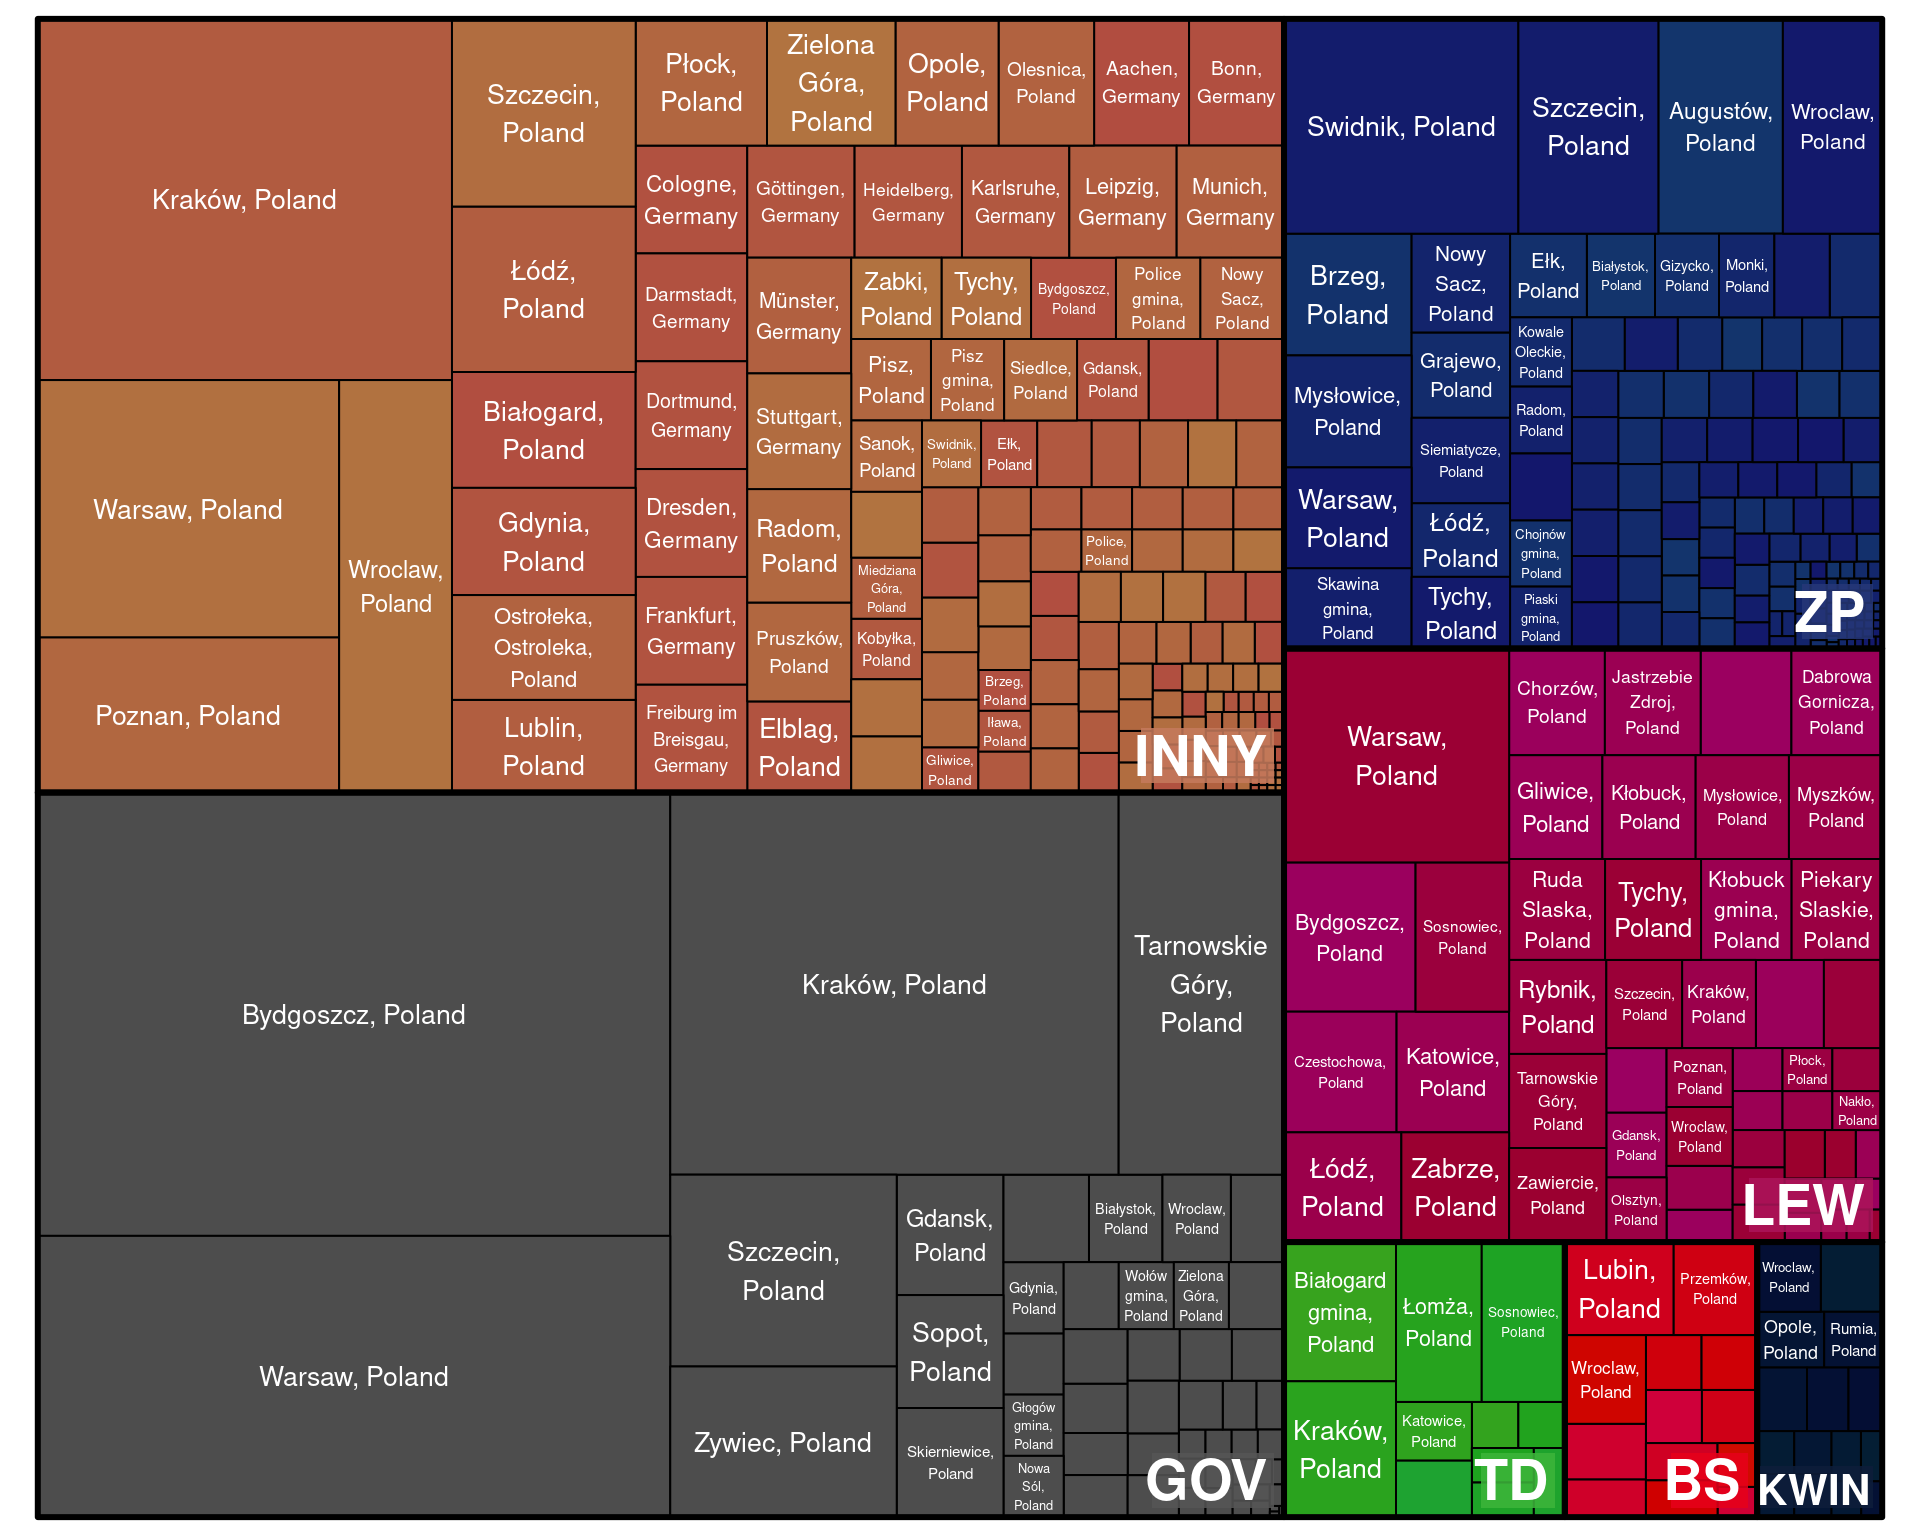 Kraków, Poland
Warsaw, Poland
Poznan, Poland
Wroclaw,
Poland
Szczecin,
Poland
Łódź,
Poland
Białogard,
Poland
Gdynia,
Poland
Ostrołeka,
Ostroleka,
Poland
Lublin,
Poland
Płock,
Poland
Zielona
Góra,
Poland
Opole,
Poland
Olesnica,
Poland
Aachen,
Germany
Bonn,
Germany
Cologne,
Germany
Göttingen,
Germany
Heidelberg,
Germany
Karlsruhe,
Germany
Leipzig,
Germany
Munich,
Germany
Darmstadt,
Germany
Dortmund,
Germany
Dresden,
Germany
Frankfurt,
Germany
Freiburg im
Breisgau,
Germany
Münster,
Germany
Stuttgart,
Germany
Radom,
Poland
Pruszków,
Poland
Elblag,
Poland
Zabki,
Poland
Tychy,
Poland
Bydgoszcz,
Poland
Police
gmina,
Poland
Nowy
Sacz,
Poland
Pisz,
Poland
Pisz
gmina,
Poland
Siedlce,
Poland
Gdansk,
Poland
Sanok,
Poland
Swidnik,
Poland
Ełk,
Poland
Miedziana
Góra,
Poland
Kobyłka,
Poland
Police,
Poland
Brzeg,
Poland
Iława,
Poland
Gliwice,
Poland
INNY
Bydgoszcz, Poland
Warsaw, Poland
Kraków, Poland
Tarnowskie
Góry,
Poland
Szczecin,
Poland
Zywiec, Poland
Gdansk,
Poland
Sopot,
Poland
Skierniewice,
Poland
Białystok,
Poland
Wroclaw,
Poland
Gdynia,
Poland
Wołów
gmina,
Poland
Zielona
Góra,
Poland
Głogów
gmina,
Poland
Nowa
Sól,
Poland
GOV
Swidnik, Poland
Szczecin,
Poland
Augustów,
Poland
Wroclaw,
Poland
Brzeg,
Poland
Mysłowice,
Poland
Warsaw,
Poland
Skawina
gmina,
Poland
Nowy
Sacz,
Poland
Grajewo,
Poland
Siemiatycze,
Poland
Łódź,
Poland
Tychy,
Poland
Ełk,
Poland
Białystok,
Poland
Gizycko,
Poland
Monki,
Poland
Kowale
Oleckie,
Poland
Radom,
Poland
Chojnów
gmina,
Poland
Piaski
gmina,
Poland
ZP
Warsaw,
Poland
Bydgoszcz,
Poland
Sosnowiec,
Poland
Czestochowa,
Poland
Katowice,
Poland
Łódź,
Poland
Zabrze,
Poland
Chorzów,
Poland
Jastrzebie
Zdroj,
Poland
Dabrowa
Gornicza,
Poland
Gliwice,
Poland
Kłobuck,
Poland
Mysłowice,
Poland
Myszków,
Poland
Ruda
Slaska,
Poland
Tychy,
Poland
Kłobuck
gmina,
Poland
Piekary
Slaskie,
Poland
Rybnik,
Poland
Tarnowskie
Góry,
Poland
Zawiercie,
Poland
Szczecin,
Poland
Kraków,
Poland
Gdansk,
Poland
Olsztyn,
Poland
Poznan,
Poland
Wroclaw,
Poland
Płock,
Poland
Nakło,
Poland
LEW
Białogard
gmina,
Poland
Kraków,
Poland
Łomża,
Poland
Sosnowiec,
Poland
Katowice,
Poland
TD
Lubin,
Poland
Przemków,
Poland
Wroclaw,
Poland
BS
Wroclaw,
Poland
Opole,
Poland
Rumia,
Poland
KWIN